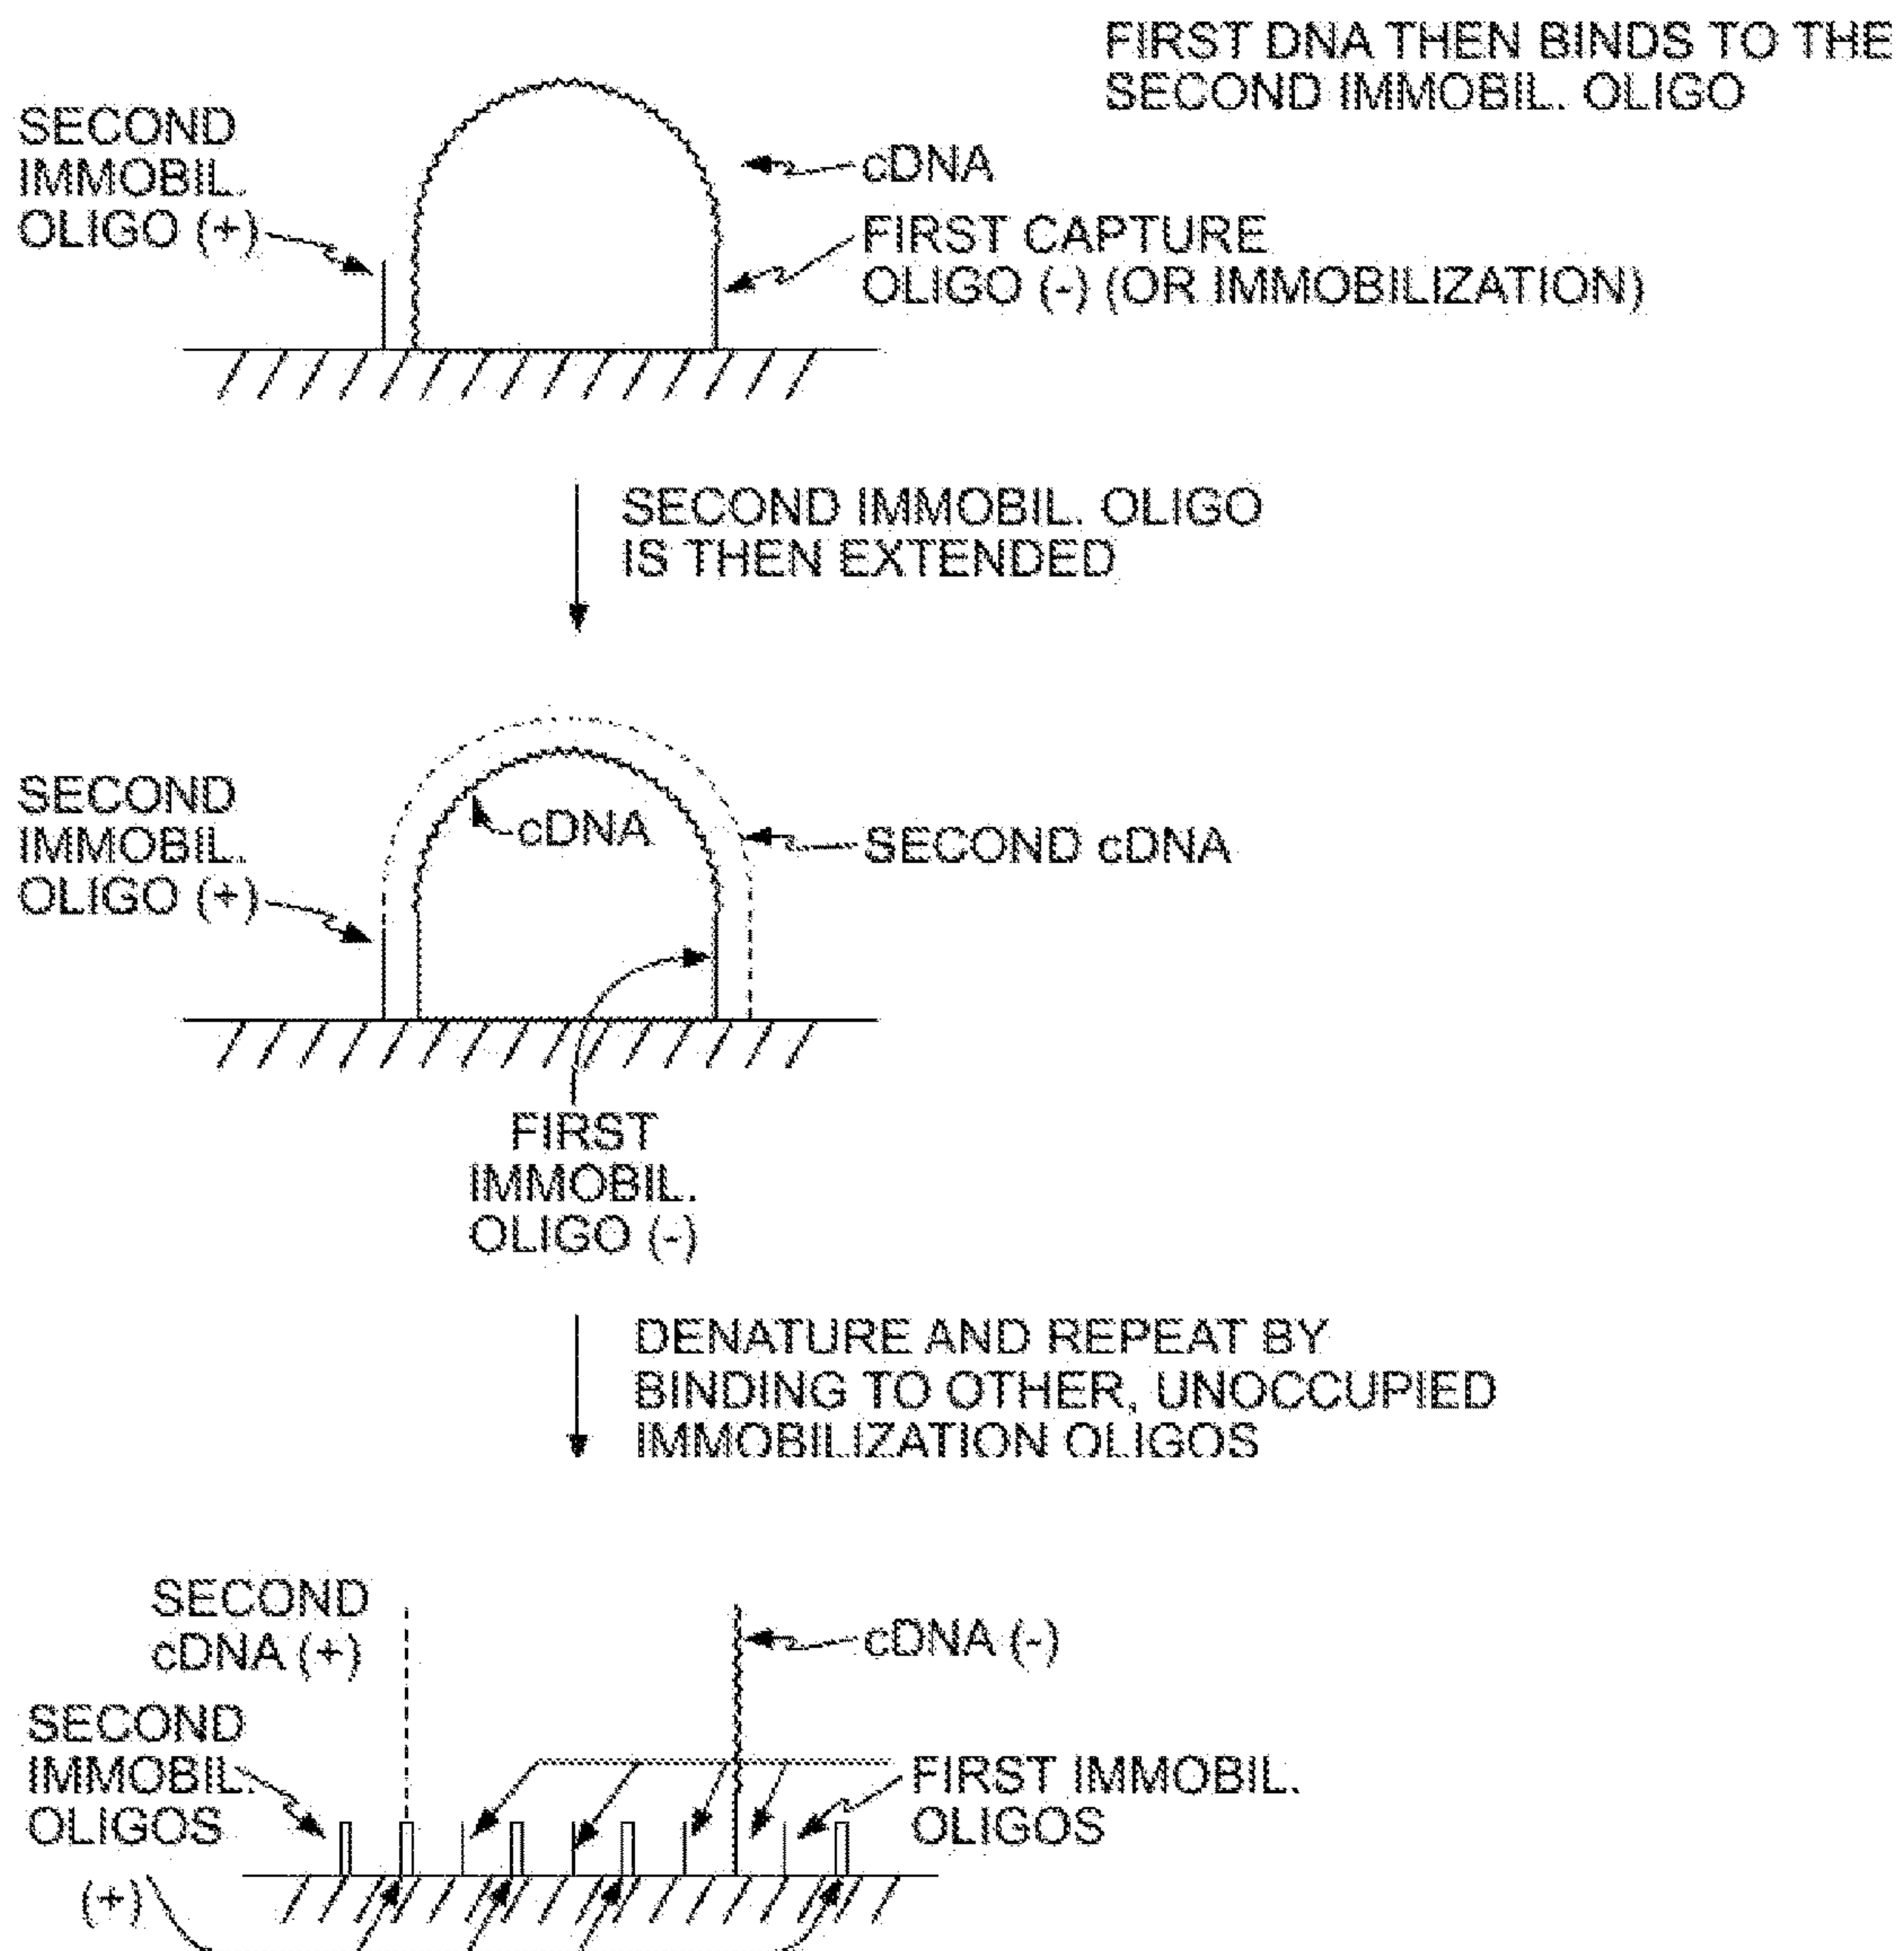 FIRST DNA THEN BINDS TO THE
SECOND IMMOBIL. OLIGO
SECOND
IMMOBIL.
OLIGO (+)
cDNA
FIRST CAPTURE
OLIGO (-) (OR IMMOBILIZATION)
SECOND IMMOBIL. OLIGO
IS THEN EXTENDED
SECOND
IMMOBIL.
OLIGO (+)
cDNA
SECOND cDNA
FIRST
IMMOBIL.
OLIGO (-)
DENATURE AND REPEAT BY
BINDING TO OTHER, UNOCCUPIED
IMMOBILIZATION OLIGOS
SECOND
cDNA (+)
cDNA (-)
SECOND
IMMOBIL.
OLIGOS
(+)
FIRST IMMOBIL.
OLIGOS